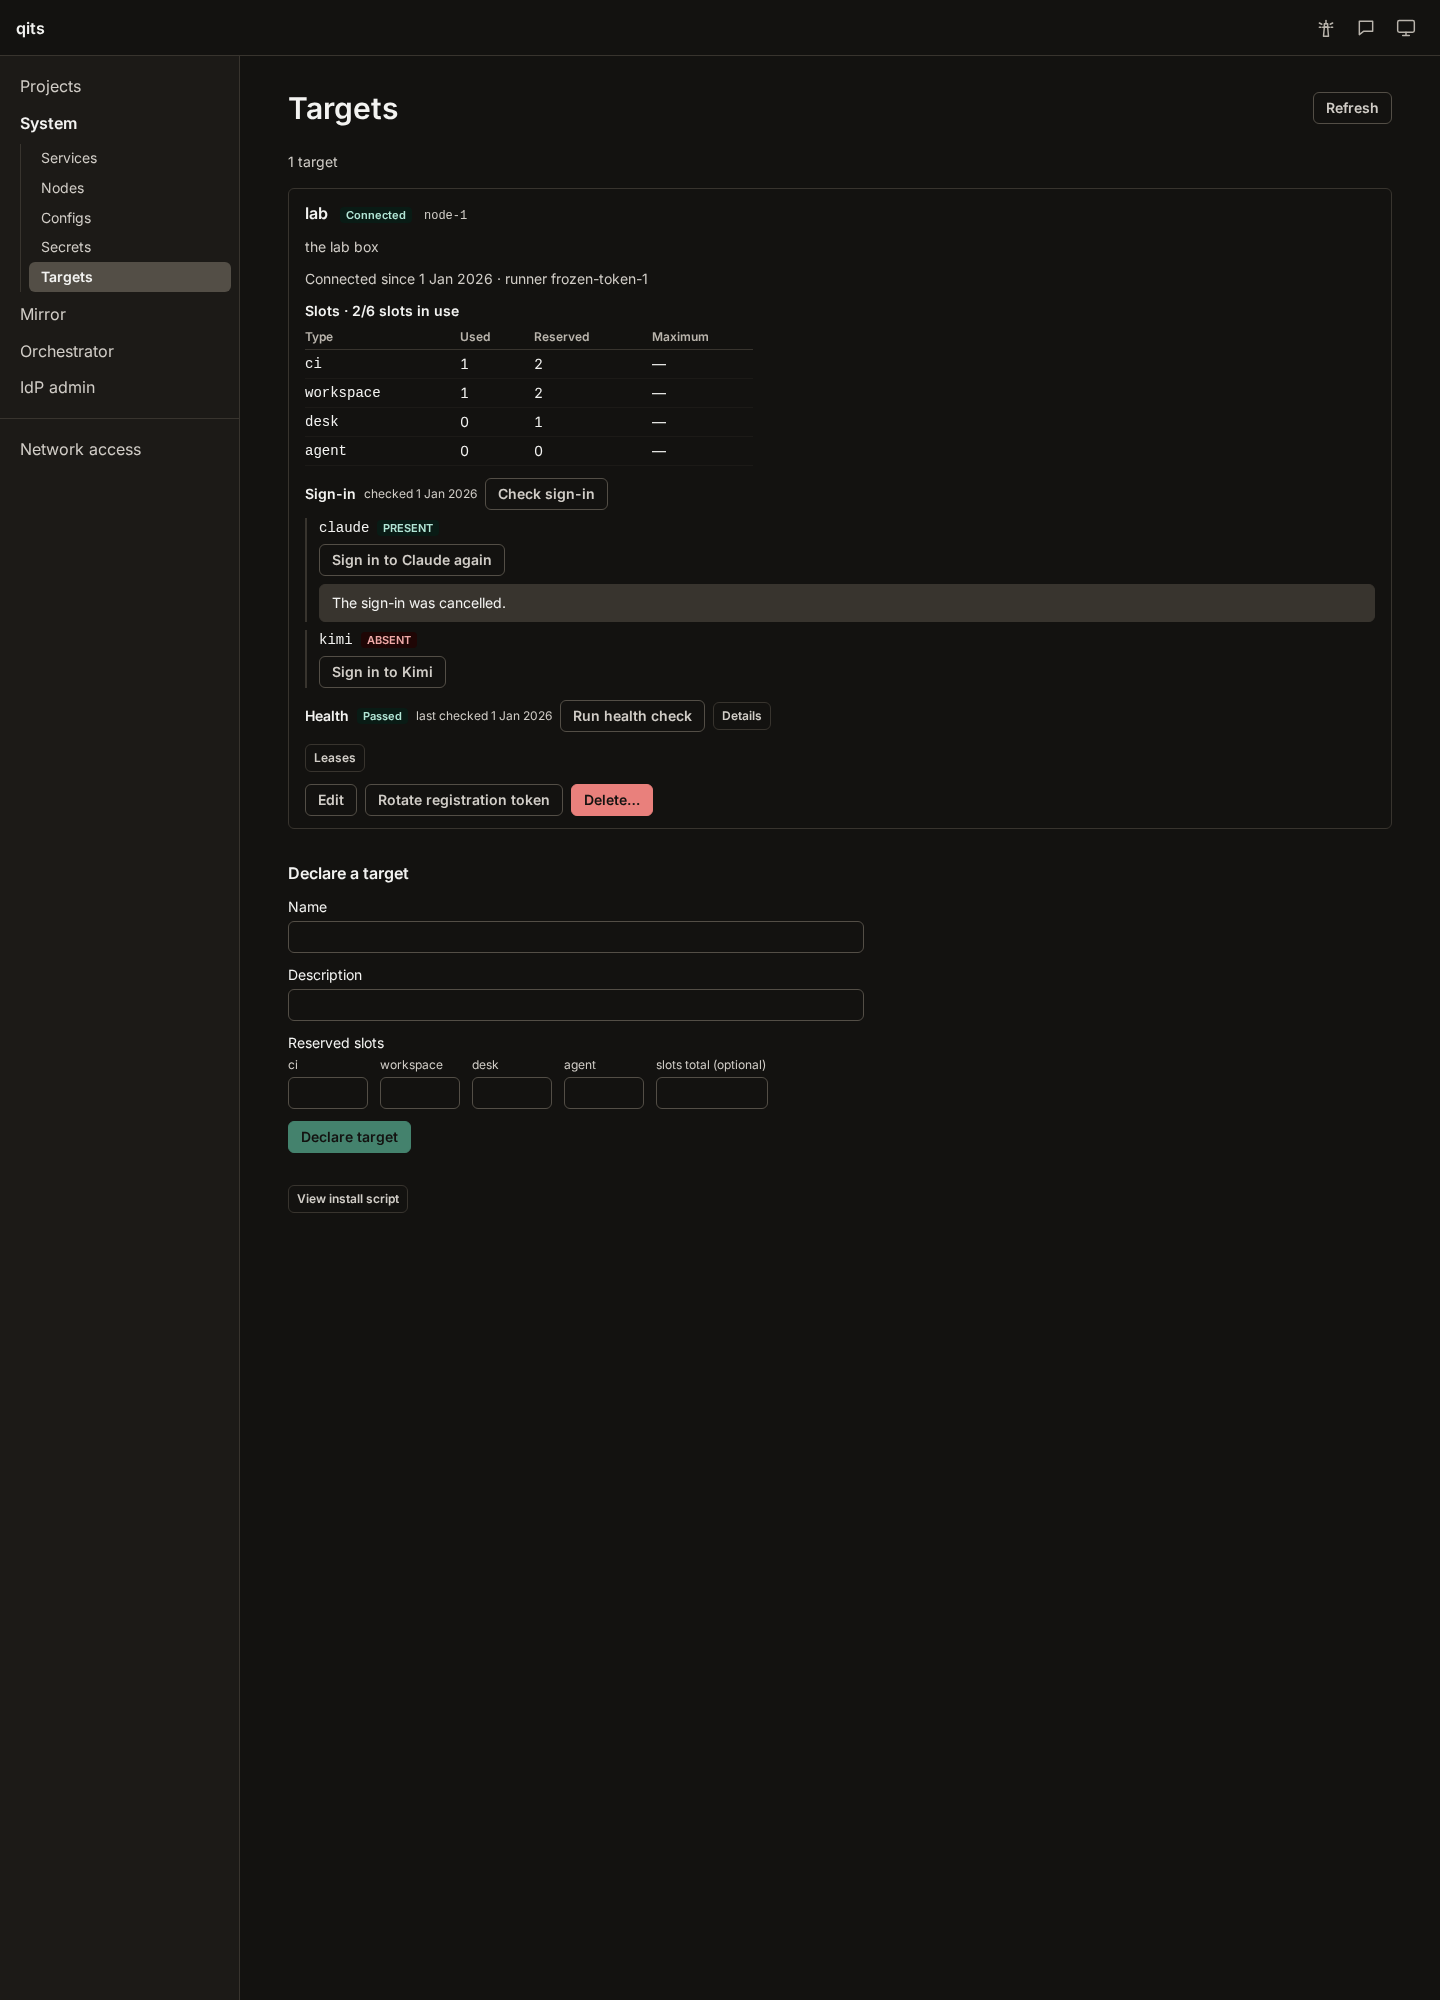 qits
Projects
System
Services
Nodes
Configs
Secrets
Targets
Mirror
Orchestrator
IdP admin
Network access
Targets
Refresh
1 target
lab Connected node-1
the lab box
Connected since 1 Jan 2026 · runner frozen-token-1
Slots · 2/6 slots in use
Type Used Reserved Maximum
ci 1 2 —
workspace 1 2 —
desk 0 1 —
agent 0 0 —
Sign-in checked 1 Jan 2026 Check sign-in
claude PRESENT
Sign in to Claude again
The sign-in was cancelled.
kimi ABSENT
Sign in to Kimi
Health Passed last checked 1 Jan 2026 Run health check Details
Leases
Edit Rotate registration token Delete...
Declare a target
Name
Description
Reserved slots
ci workspace desk agent slots total (optional)
Declare target
View install script